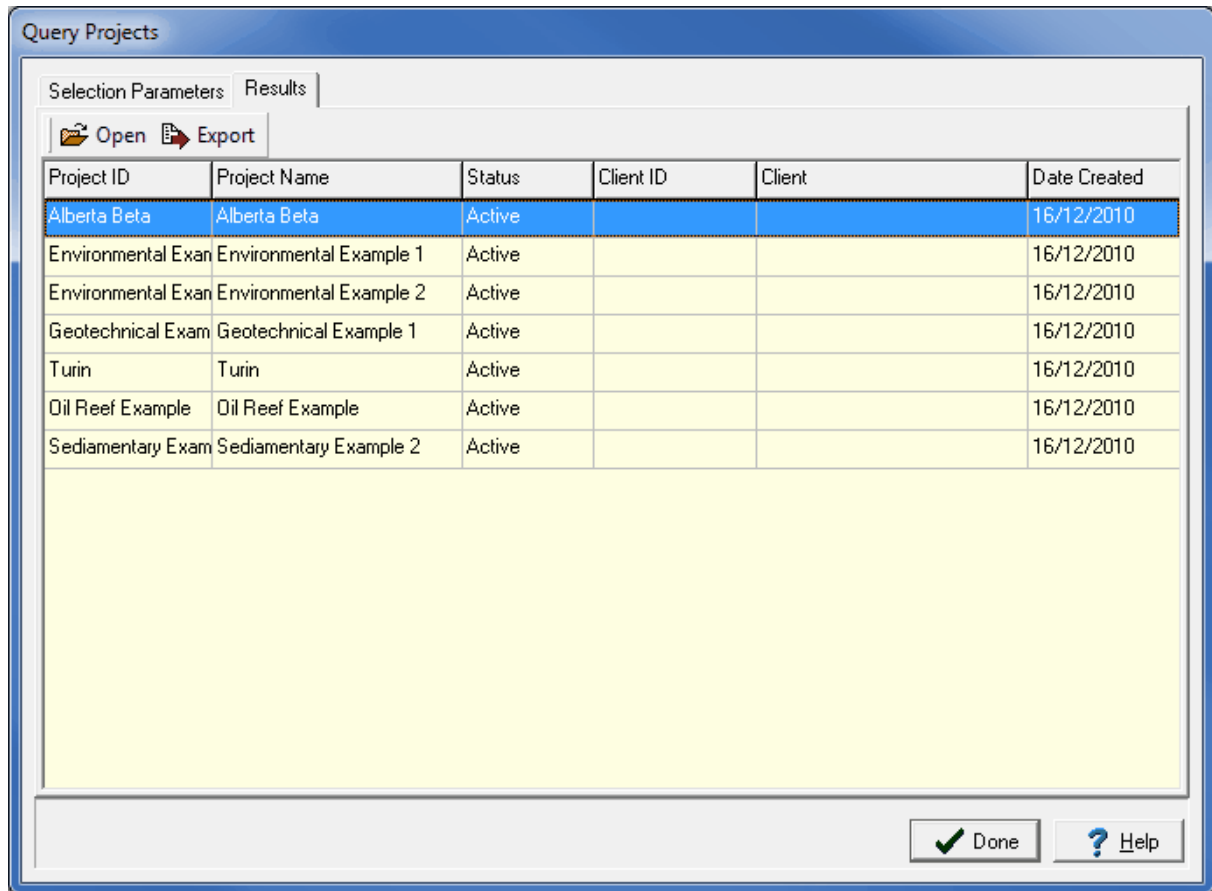 Query Projects
Selection Parameters Results
Open Export
Project ID Project Name Status Client ID Client Date Created
Alberta Beta Alberta Beta Active 16/12/2010
Environmental Exan Environmental Example 1 Active 16/12/2010
Environmental Exan Environmental Example 2 Active 16/12/2010
Geotechnical Exam Geotechnical Example 1 Active 16/12/2010
Turin Turin Active 16/12/2010
Oil Reef Example Oil Reef Example Active 16/12/2010
Sediamentary Exam Sediamentary Example 2 Active 16/12/2010
Done Help